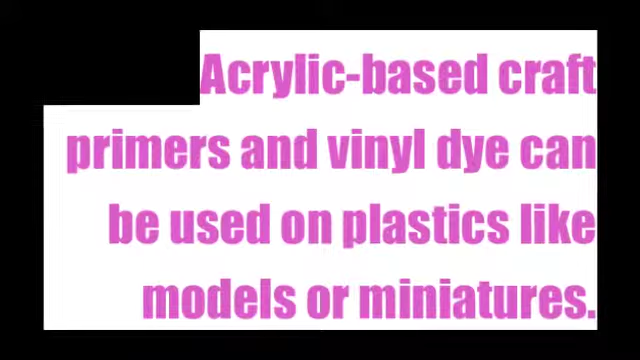 Acrylic-based craft
primers and vinyl dye can
be used on plastics like
models or miniatures.